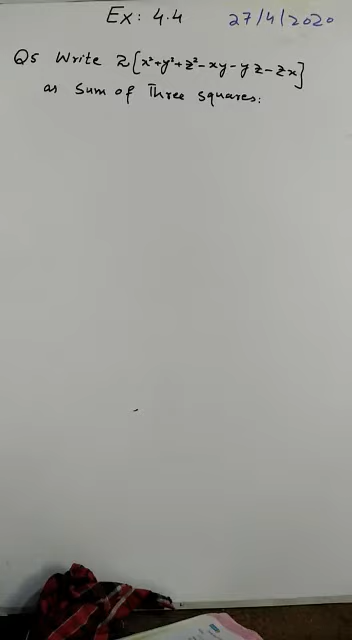 Ex: 4.4 27/4/2020
Q5 Write 2[x²+y²+z²-xy-yz-zx]
as Sum of Three squares: